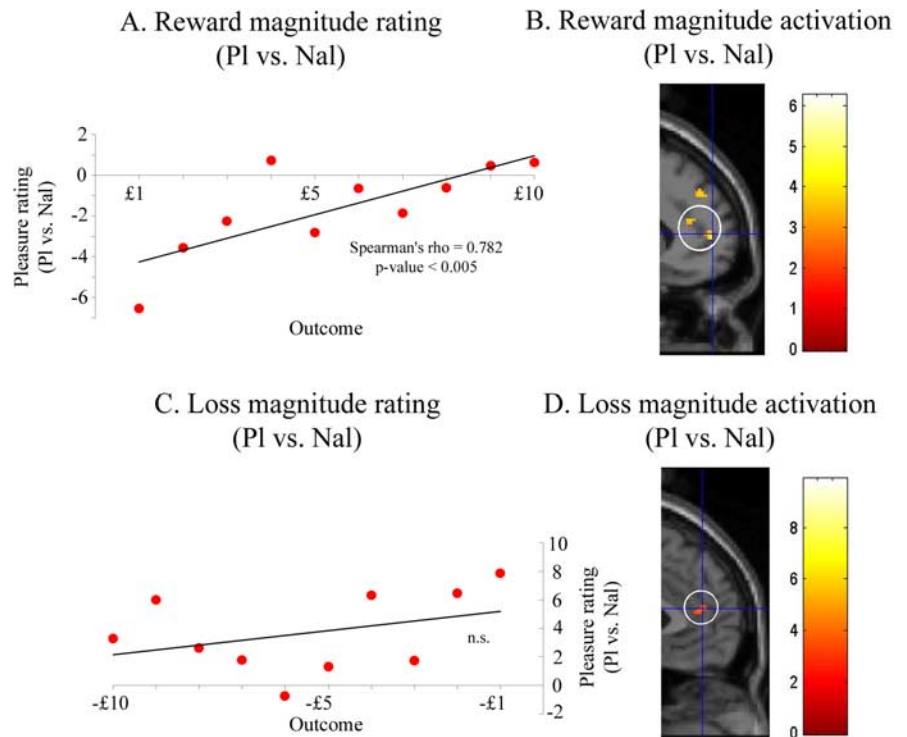 A. Reward magnitude rating
(Pl vs. Nal)
Pleasure rating
(Pl vs. Nal)
2
0
-2
-4
-6
£1
£5
£10
Spearman's rho = 0.782
p-value < 0.005
Outcome
B. Reward magnitude activation
(Pl vs. Nal)
6
5
4
3
2
1
0
C. Loss magnitude rating
(Pl vs. Nal)
10
8
6
4
2
0
-2
Pleasure rating
(Pl vs. Nal)
n.s.
-£10
-£5
-£1
Outcome
D. Loss magnitude activation
(Pl vs. Nal)
8
6
4
2
0